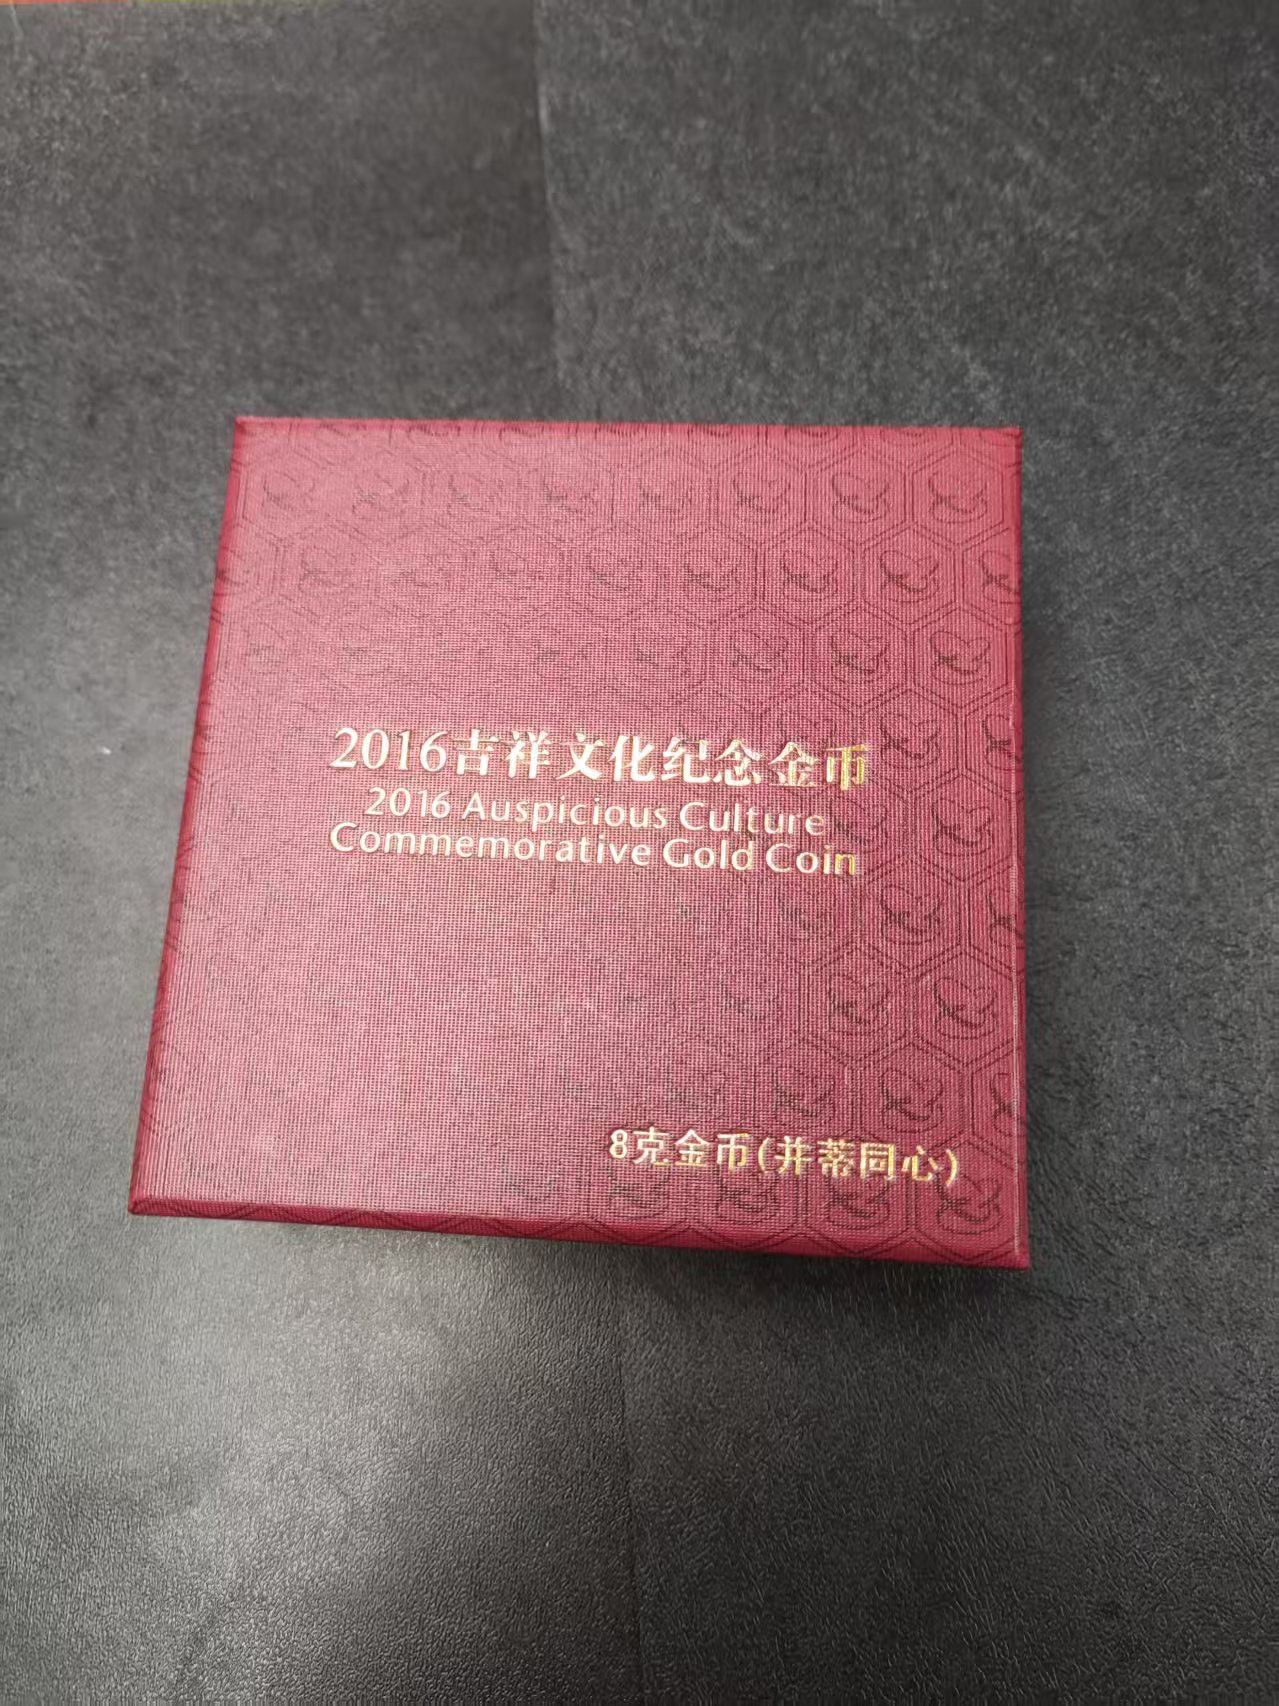 2016吉祥文化纪念金币
2016 Auspicious Culture
Commemorative Gold Coin
8克金币(并蒂同心)